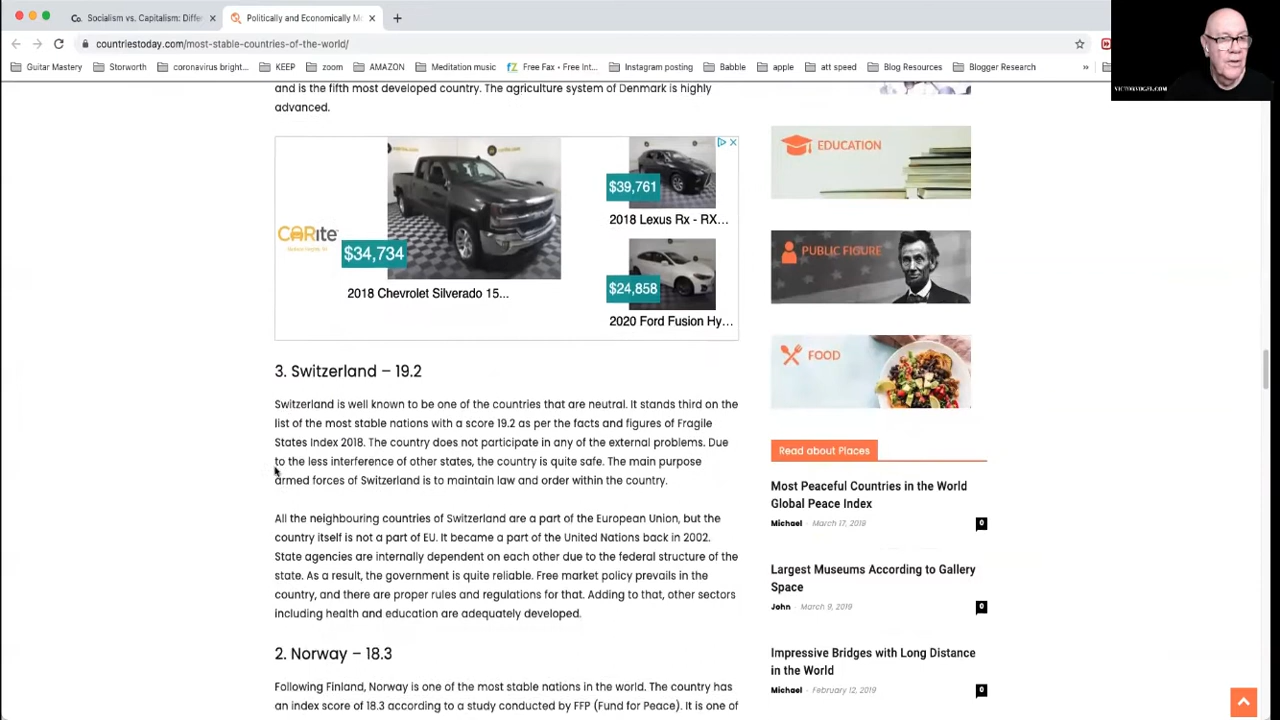 Socialism vs. Capitalism: Diffe
Politically and Economically M
countriestoday.com/most-stable-countries-of-the-world/
Guitar Mastery
Storworth
coronavirus bright...
KEEP
zoom
AMAZON
Meditation music
Free Fax • Free Int...
Instagram posting
Babble
apple
att speed
Blog Resources
Blogger Research
»
VICTORVOGEL.COM
and is the fifth most developed country. The agriculture system of Denmark is highly
advanced.
CARite
$34,734
2018 Chevrolet Silverado 15...
$39,761
2018 Lexus Rx - RX...
$24,858
2020 Ford Fusion Hy...
3. Switzerland – 19.2
Switzerland is well known to be one of the countries that are neutral. It stands third on the
list of the most stable nations with a score 19.2 as per the facts and figures of Fragile
States Index 2018. The country does not participate in any of the external problems. Due
to the less interference of other states, the country is quite safe. The main purpose
armed forces of Switzerland is to maintain law and order within the country.
All the neighbouring countries of Switzerland are a part of the European Union, but the
country itself is not a part of EU. It became a part of the United Nations back in 2002.
State agencies are internally dependent on each other due to the federal structure of the
state. As a result, the government is quite reliable. Free market policy prevails in the
country, and there are proper rules and regulations for that. Adding to that, other sectors
including health and education are adequately developed.
2. Norway – 18.3
Following Finland, Norway is one of the most stable nations in the world. The country has
an index score of 18.3 according to a study conducted by FFP (Fund for Peace). It is one of
EDUCATION
PUBLIC FIGURE
FOOD
Read about Places
Most Peaceful Countries in the World
Global Peace Index
Michael - March 17, 2019
0
Largest Museums According to Gallery
Space
John - March 9, 2019
0
Impressive Bridges with Long Distance
in the World
Michael - February 12, 2019
0